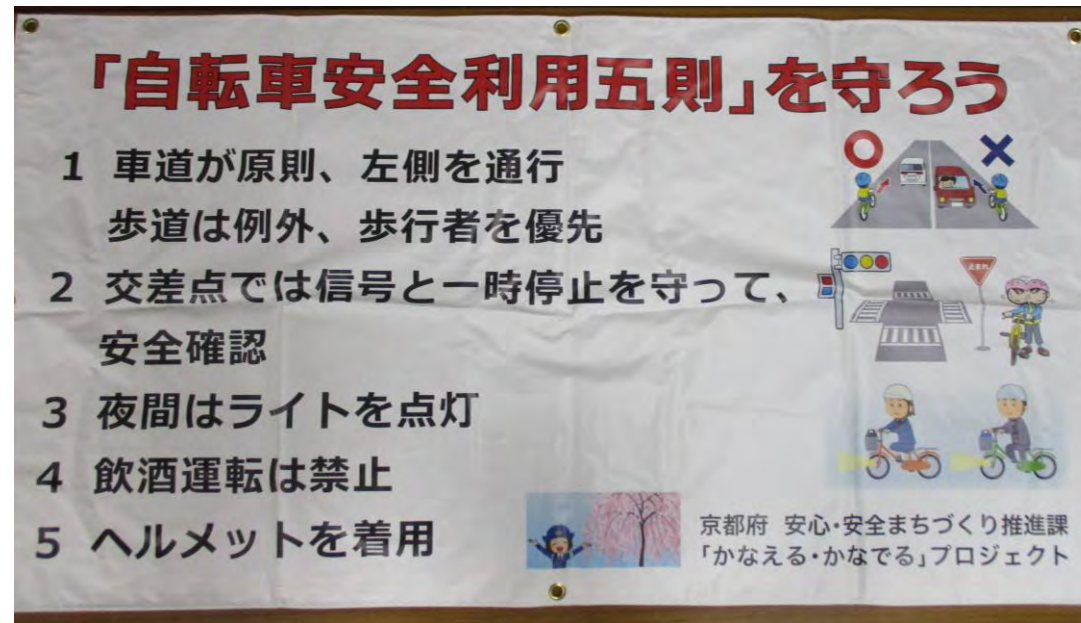 「自転車安全利用五則」を守ろう
1 車道が原則、左側を通行
歩道は例外、歩行者を優先
2 交差点では信号と一時停止を守って、
安全確認
止まれ
3 夜間はライトを点灯
4 飲酒運転は禁止
5 ヘルメットを着用
京都府 安心・安全まちづくり推進課
「かなえる・かなでる」プロジェクト